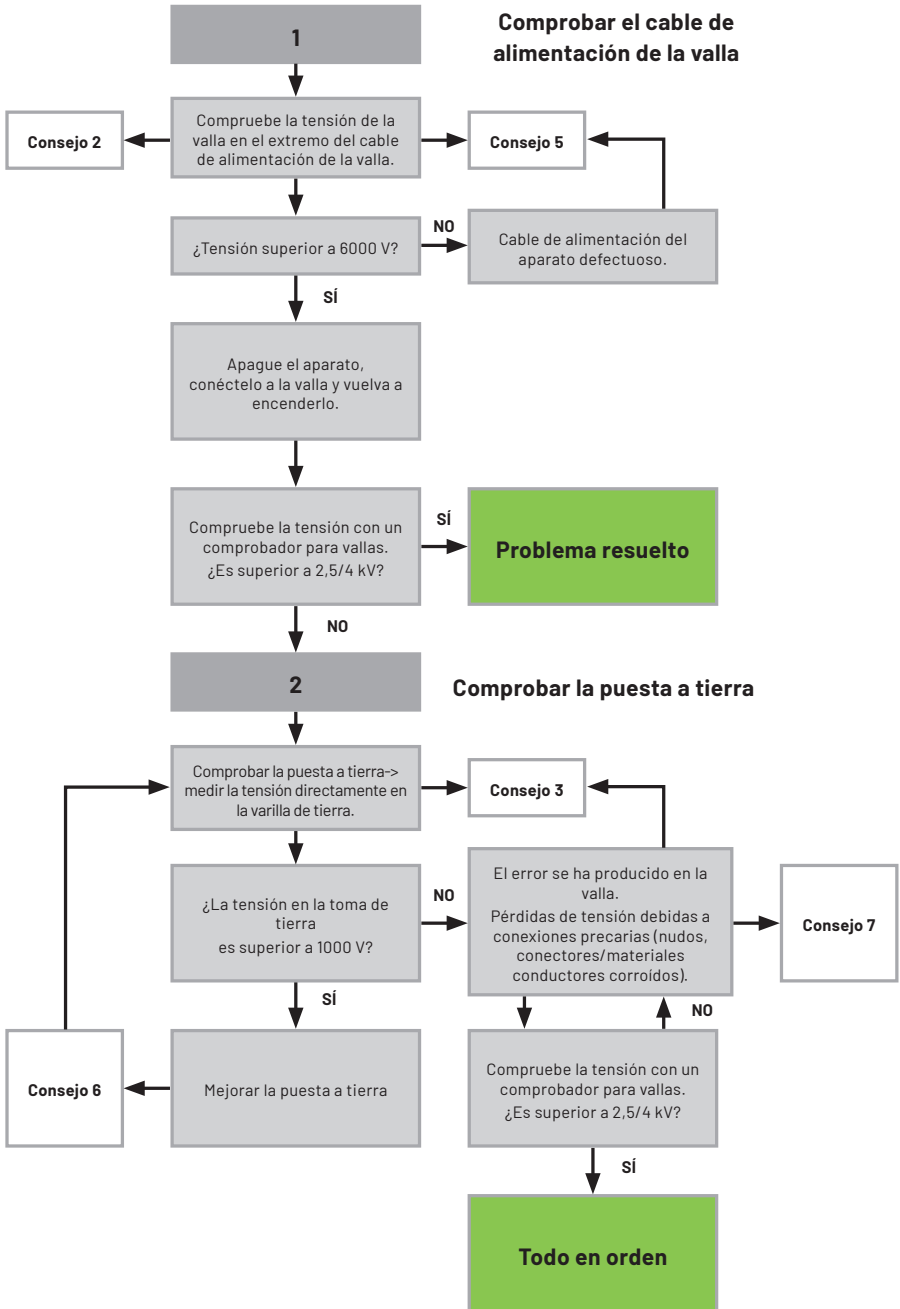 1
Comprobar el cable de
alimentación de la valla
Compruebe la tensión de la
valla en el extremo del cable
de alimentación de la valla.
Consejo 2
Consejo 5
¿Tensión superior a 6000 V?
NO
Cable de alimentación del
aparato defectuoso.
SÍ
Apague el aparato,
conéctelo a la valla y vuelva a
encenderlo.
Compruebe la tensión con un
comprobador para vallas.
¿Es superior a 2,5/4 kV?
SÍ
Problema resuelto
NO
2
Comprobar la puesta a tierra
Comprobar la puesta a tierra->
medir la tensión directamente en
la varilla de tierra.
Consejo 3
¿La tensión en la toma de
tierra
es superior a 1000 V?
NO
El error se ha producido en la
valla.
Pérdidas de tensión debidas a
conexiones precarias (nudos,
conectores/materiales
conductores corroídos).
Consejo 7
SÍ
NO
Consejo 6
Mejorar la puesta a tierra
Compruebe la tensión con un
comprobador para vallas.
¿Es superior a 2,5/4 kV?
SÍ
Todo en orden